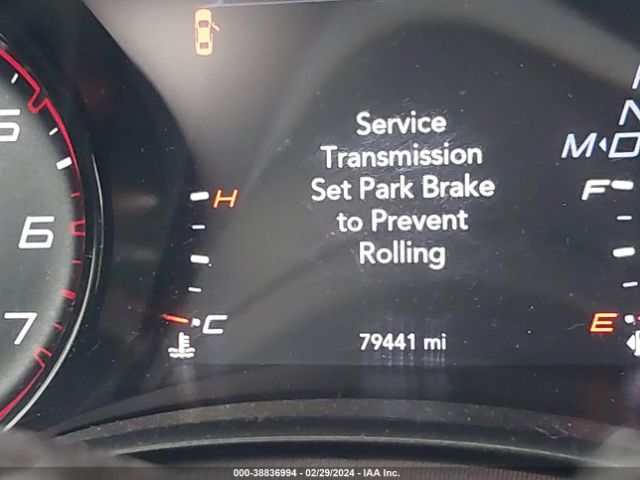 Service
Transmission
Set Park Brake
to Prevent
Rolling
79441 mi
5
6
7
H
C
N
M D
F
E
000-38836994 - 02/29/2024 - IAA Inc.